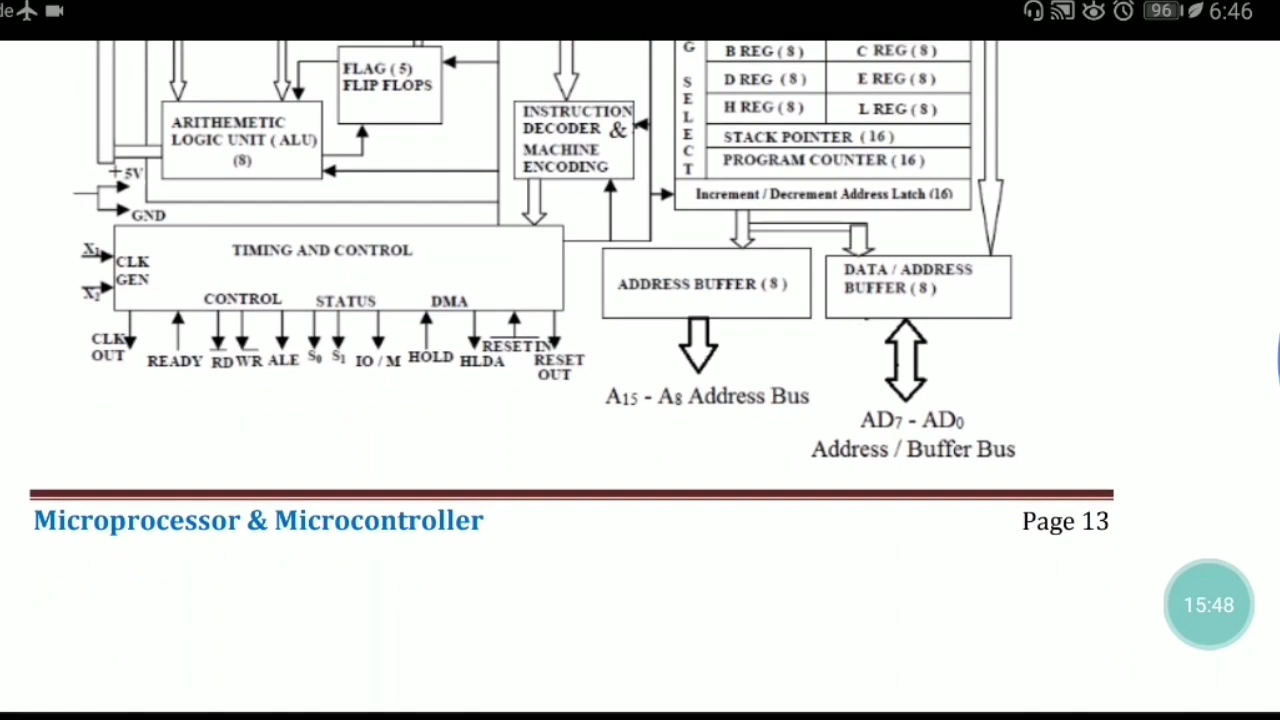 de
96
6:46
G
S
E
L
E
C
T
B REG ( 8 )
C REG ( 8 )
D REG ( 8 )
E REG ( 8 )
H REG ( 8 )
L REG ( 8 )
STACK POINTER ( 16 )
PROGRAM COUNTER ( 16 )
Increment / Decrement Address Latch (16)
FLAG ( 5 )
FLIP FLOPS
ARITHEMETIC
LOGIC UNIT ( ALU )
(8)
INSTRUCTION
DECODER &
MACHINE
ENCODING
+5V
GND
X1
X2
CLK
GEN
TIMING AND CONTROL
CONTROL STATUS DMA
CLK
OUT
READY
RD
WR
ALE
S0
S1
IO / M
HOLD
HLDA
RESET IN
RESET
OUT
ADDRESS BUFFER ( 8 )
DATA / ADDRESS
BUFFER ( 8 )
A15 - A8 Address Bus
AD7 - AD0
Address / Buffer Bus
Microprocessor & Microcontroller
Page 13
15:48